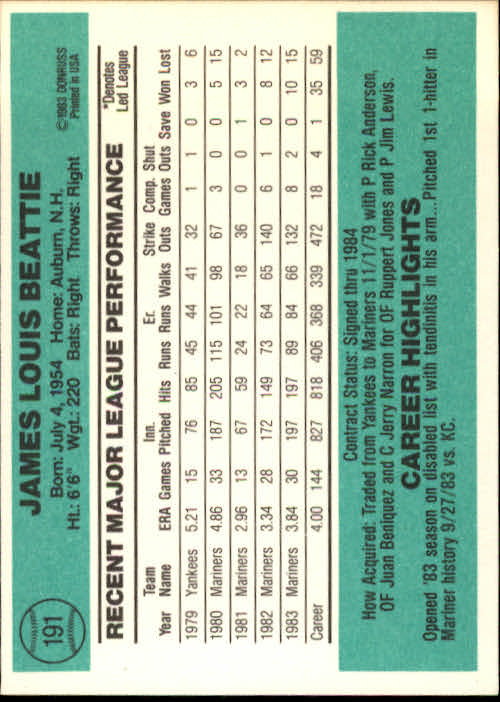 191
JAMES LOUIS BEATTIE
Born: July 4, 1954 Home: Auburn, N.H.
Ht.: 6'6" Wgt.: 220 Bats: Right Throws: Right
©1983 DONRUSS
Printed in USA
RECENT MAJOR LEAGUE PERFORMANCE
*Denotes
Led League
Team Inn. Er. Strike Comp. Shut
Year Name ERA Games Pitched Hits Runs Runs Walks Outs Games Outs Save Won Lost
1979 Yankees 5.21 15 76 85 45 44 41 32 1 1 0 3 6
1980 Mariners 4.86 33 187 205 115 101 98 67 3 0 0 5 15
1981 Mariners 2.96 13 67 59 24 22 18 36 0 0 1 3 2
1982 Mariners 3.34 28 172 149 73 64 65 140 6 1 0 8 12
1983 Mariners 3.84 30 197 197 89 84 66 132 8 2 0 10 15
Career 4.00 144 827 818 406 368 339 472 18 4 1 35 59
Contract Status: Signed thru 1984
How Acquired: Traded from Yankees to Mariners 11/1/79 with P Rick Anderson,
OF Juan Beniquez and C Jerry Narron for OF Ruppert Jones and P Jim Lewis.
CAREER HIGHLIGHTS
Opened '83 season on disabled list with tendinitis in his arm...Pitched 1st 1-hitter in
Mariner history 9/27/83 vs. KC.